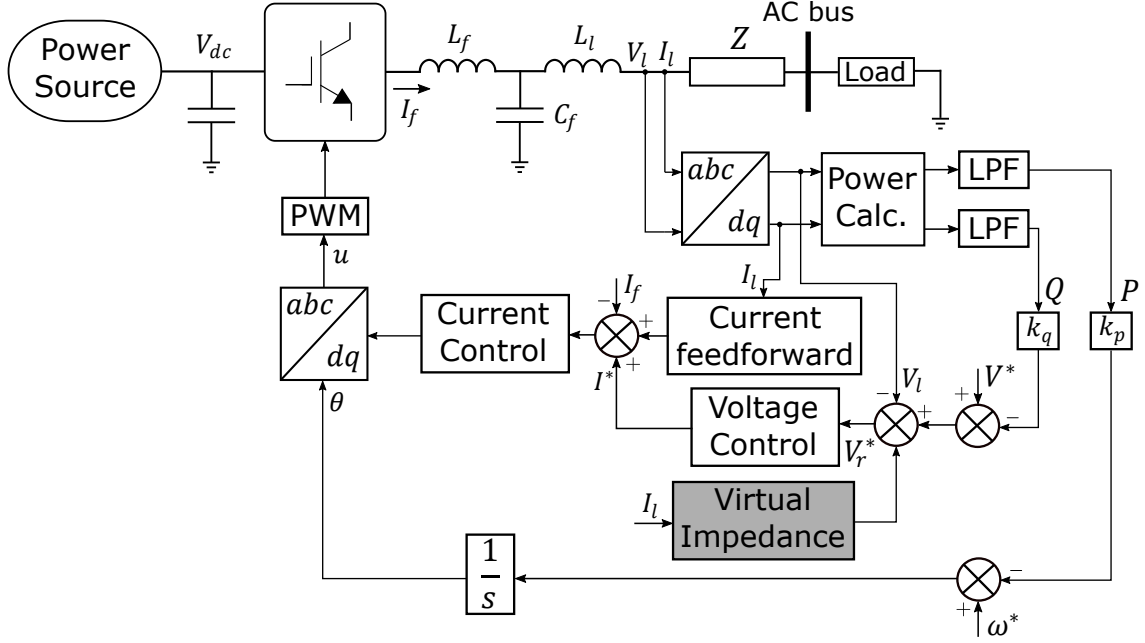 AC bus
Power
Source
V_dc
L_f
L_l
V_l
I_l
Z
Load
I_f
C_f
abc
dq
Power
Calc.
LPF
LPF
PWM
u
I_l
I_f
Q
P
−
abc
dq
Current
Control
+
Current
feedforward
k_q
k_p
+
I*
V_l
V*
−
+
+
−
θ
Voltage
Control
V_r*
I_l
Virtual
Impedance
1
s
−
+
ω*